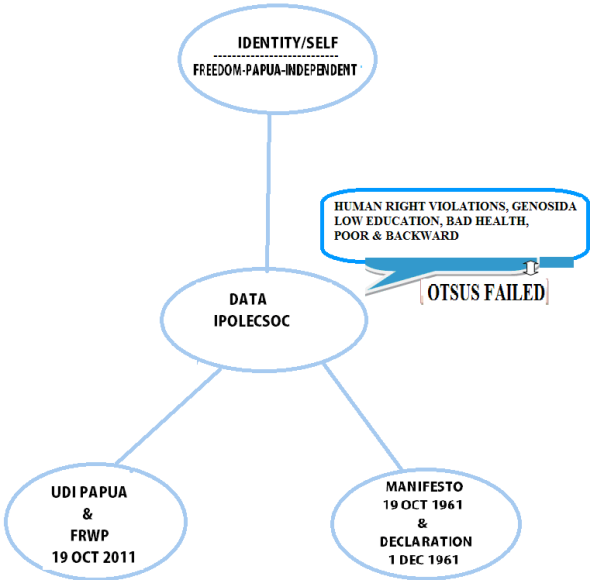 IDENTITY/SELF
---------------------------
FREEDOM-PAPUA-INDEPENDENT
HUMAN RIGHT VIOLATIONS, GENOSIDA
LOW EDUCATION, BAD HEALTH,
POOR & BACKWARD
OTSUS FAILED
DATA
IPOLECSOC
UDI PAPUA
&
FRWP
19 OCT 2011
MANIFESTO
19 OCT 1961
&
DECLARATION
1 DEC 1961